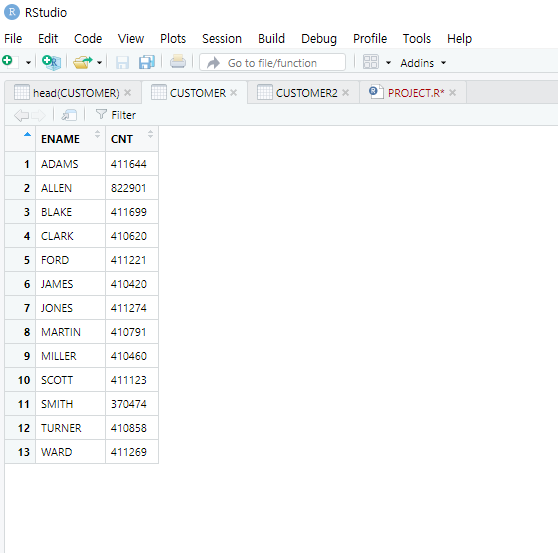 RStudio
File Edit Code View Plots Session Build Debug Profile Tools Help
Go to file/function Addins
head(CUSTOMER) CUSTOMER CUSTOMER2 PROJECT.R*
Filter
ENAME CNT
1 ADAMS 411644
2 ALLEN 822901
3 BLAKE 411699
4 CLARK 410620
5 FORD 411221
6 JAMES 410420
7 JONES 411274
8 MARTIN 410791
9 MILLER 410460
10 SCOTT 411123
11 SMITH 370474
12 TURNER 410858
13 WARD 411269